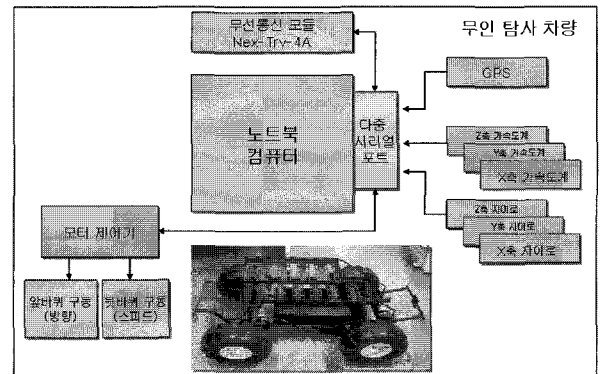 무인 탐사 차량
무선통신 모듈
Nex-Try-4A
GPS
노트북
컴퓨터
다중
시리얼
포트
Z축 가속도계
Y축 가속도계
X축 가속도계
Z축 자이로
Y축 자이로
X축 자이로
모터 제어기
앞바퀴 구동
(방향)
뒷바퀴 구동
(스피드)